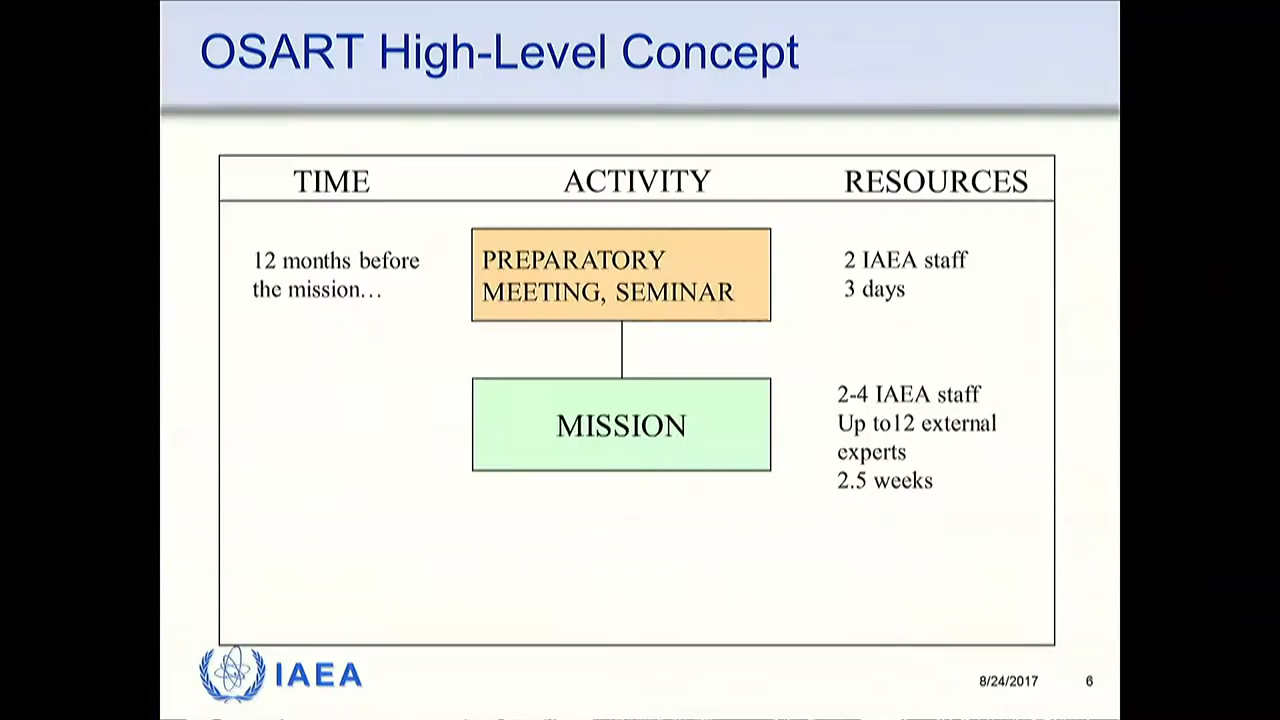 OSART High-Level Concept
TIME ACTIVITY RESOURCES
12 months before
the mission…
PREPARATORY
MEETING, SEMINAR
2 IAEA staff
3 days
MISSION
2-4 IAEA staff
Up to12 external
experts
2.5 weeks
IAEA
8/24/2017 6